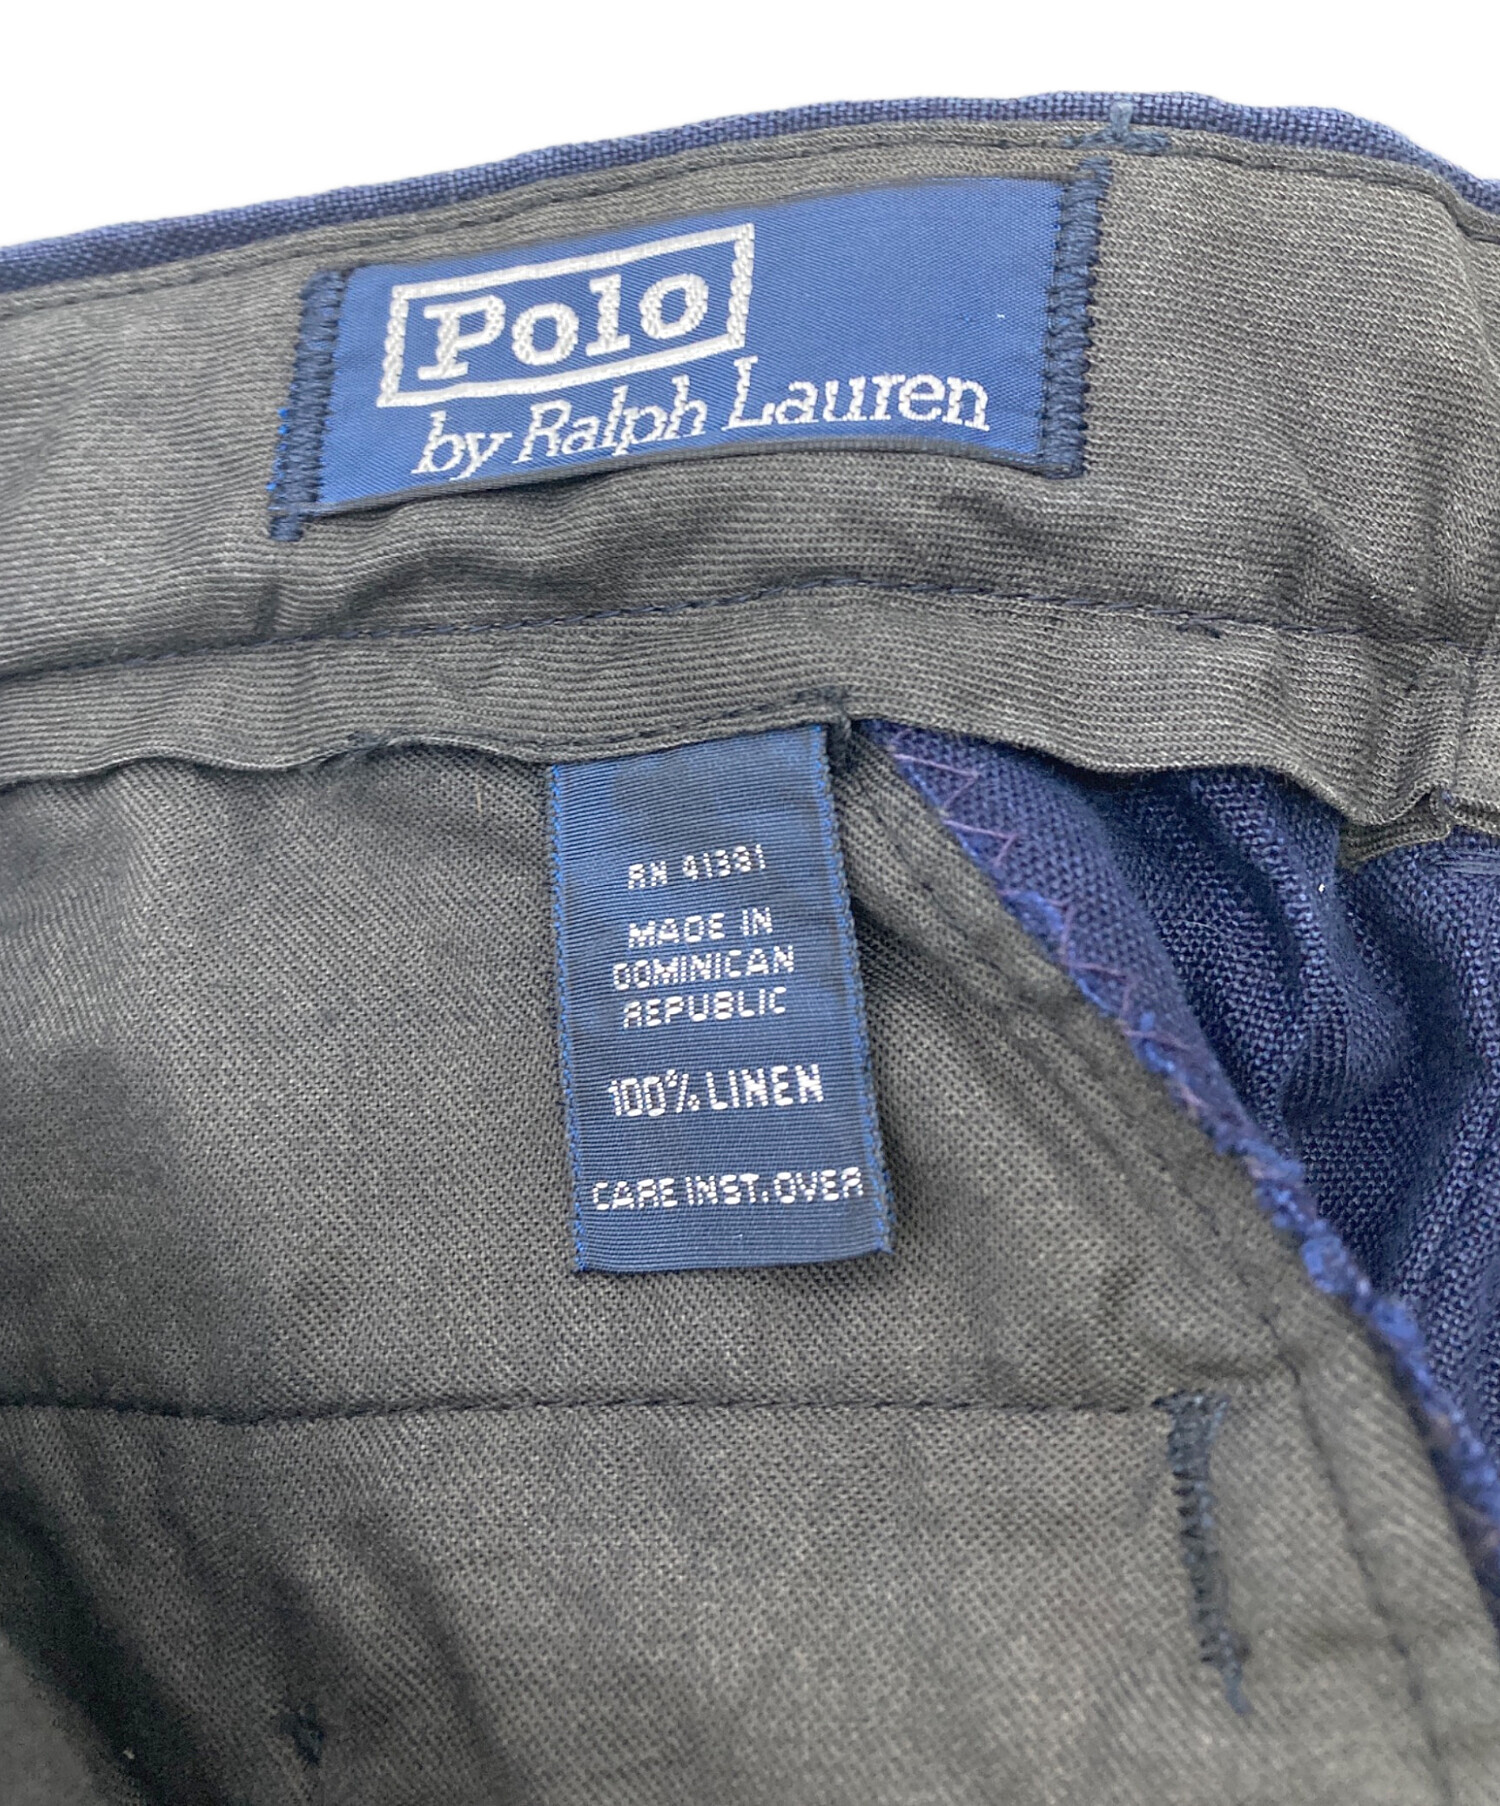 Polo
by Ralph Lauren
RN 41381
MADE IN
DOMINICAN
REPUBLIC
100% LINEN
CARE INST. OVER